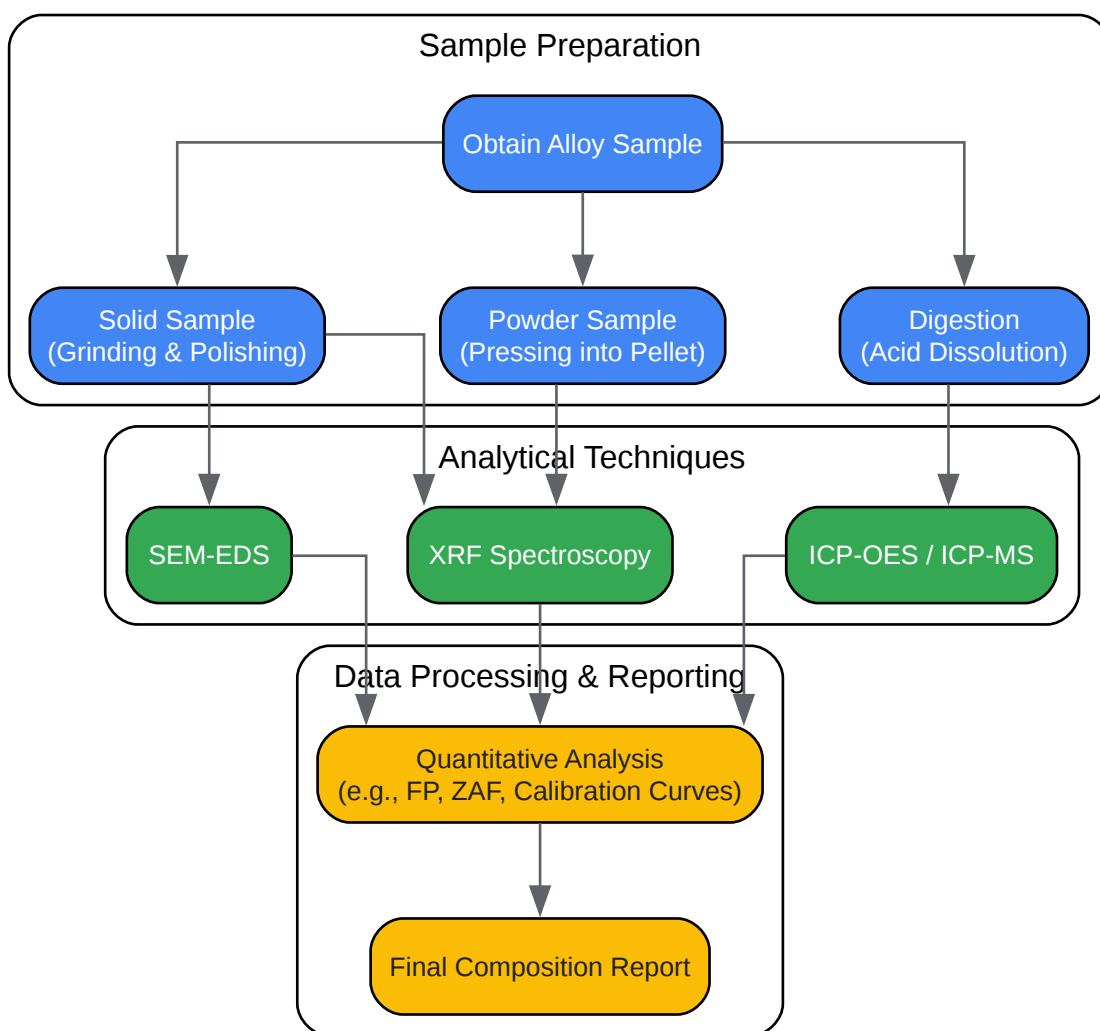 Sample Preparation
Obtain Alloy Sample
Solid Sample
(Grinding & Polishing)
Powder Sample
(Pressing into Pellet)
Digestion
(Acid Dissolution)
Analytical Techniques
SEM-EDS
XRF Spectroscopy
ICP-OES / ICP-MS
Data Processing & Reporting
Quantitative Analysis
(e.g., FP, ZAF, Calibration Curves)
Final Composition Report